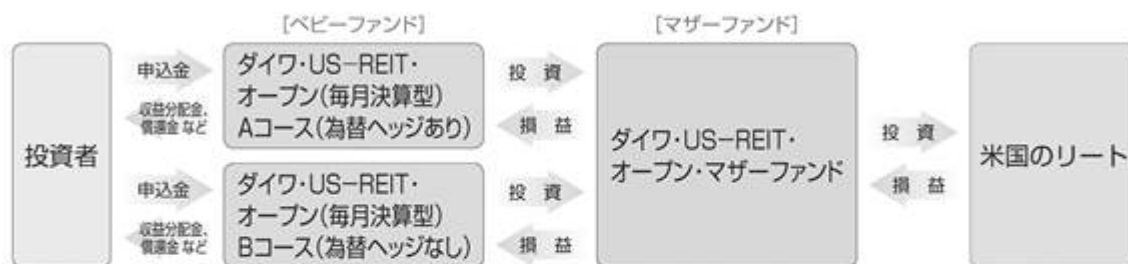 [ベビーファンド]
[マザーファンド]
投資者
申込金
収益分配金、
償還金 など
ダイワ・US-REIT・
オープン(毎月決算型)
Aコース(為替ヘッジあり)
投 資
損 益
申込金
収益分配金、
償還金 など
ダイワ・US-REIT・
オープン(毎月決算型)
Bコース(為替ヘッジなし)
投 資
損 益
ダイワ・US-REIT・
オープン・マザーファンド
投 資
損 益
米国のリート